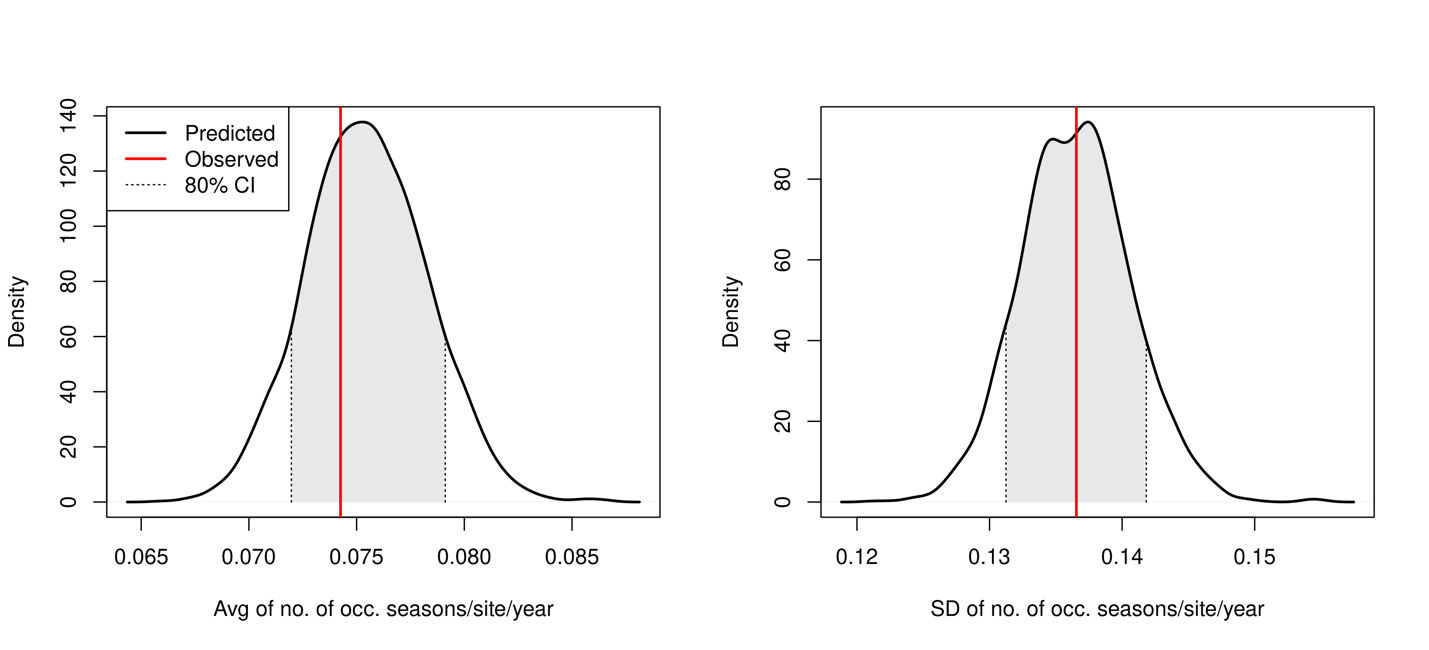 Predicted
Observed
80% CI
Density
0
20
40
60
80
100
120
140
0.065 0.070 0.075 0.080 0.085
Avg of no. of occ. seasons/site/year
Density
0
20
40
60
80
0.12 0.13 0.14 0.15
SD of no. of occ. seasons/site/year